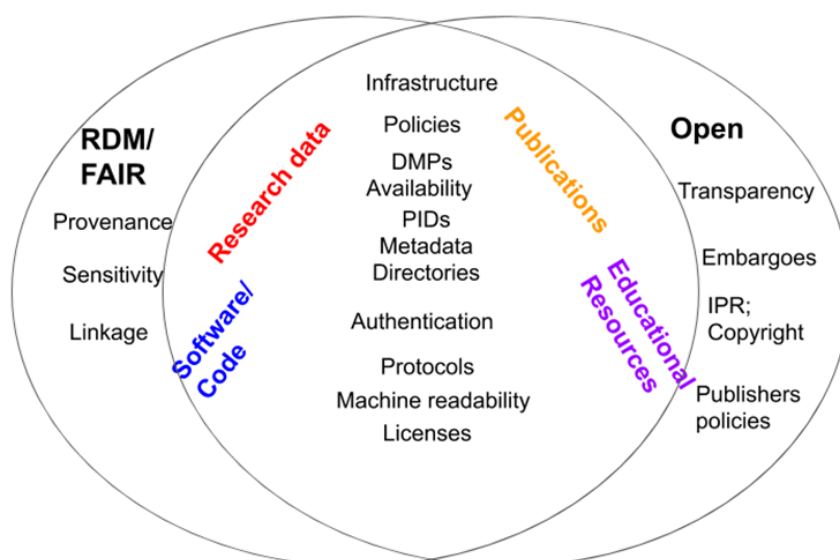 RDM/
FAIR
Provenance
Sensitivity
Linkage
Research data
Software/
Code
Infrastructure
Policies
DMPs
Availability
PIDs
Metadata
Directories
Authentication
Protocols
Machine readability
Licenses
Publications
Educational
Resources
Open
Transparency
Embargoes
IPR;
Copyright
Publishers
policies